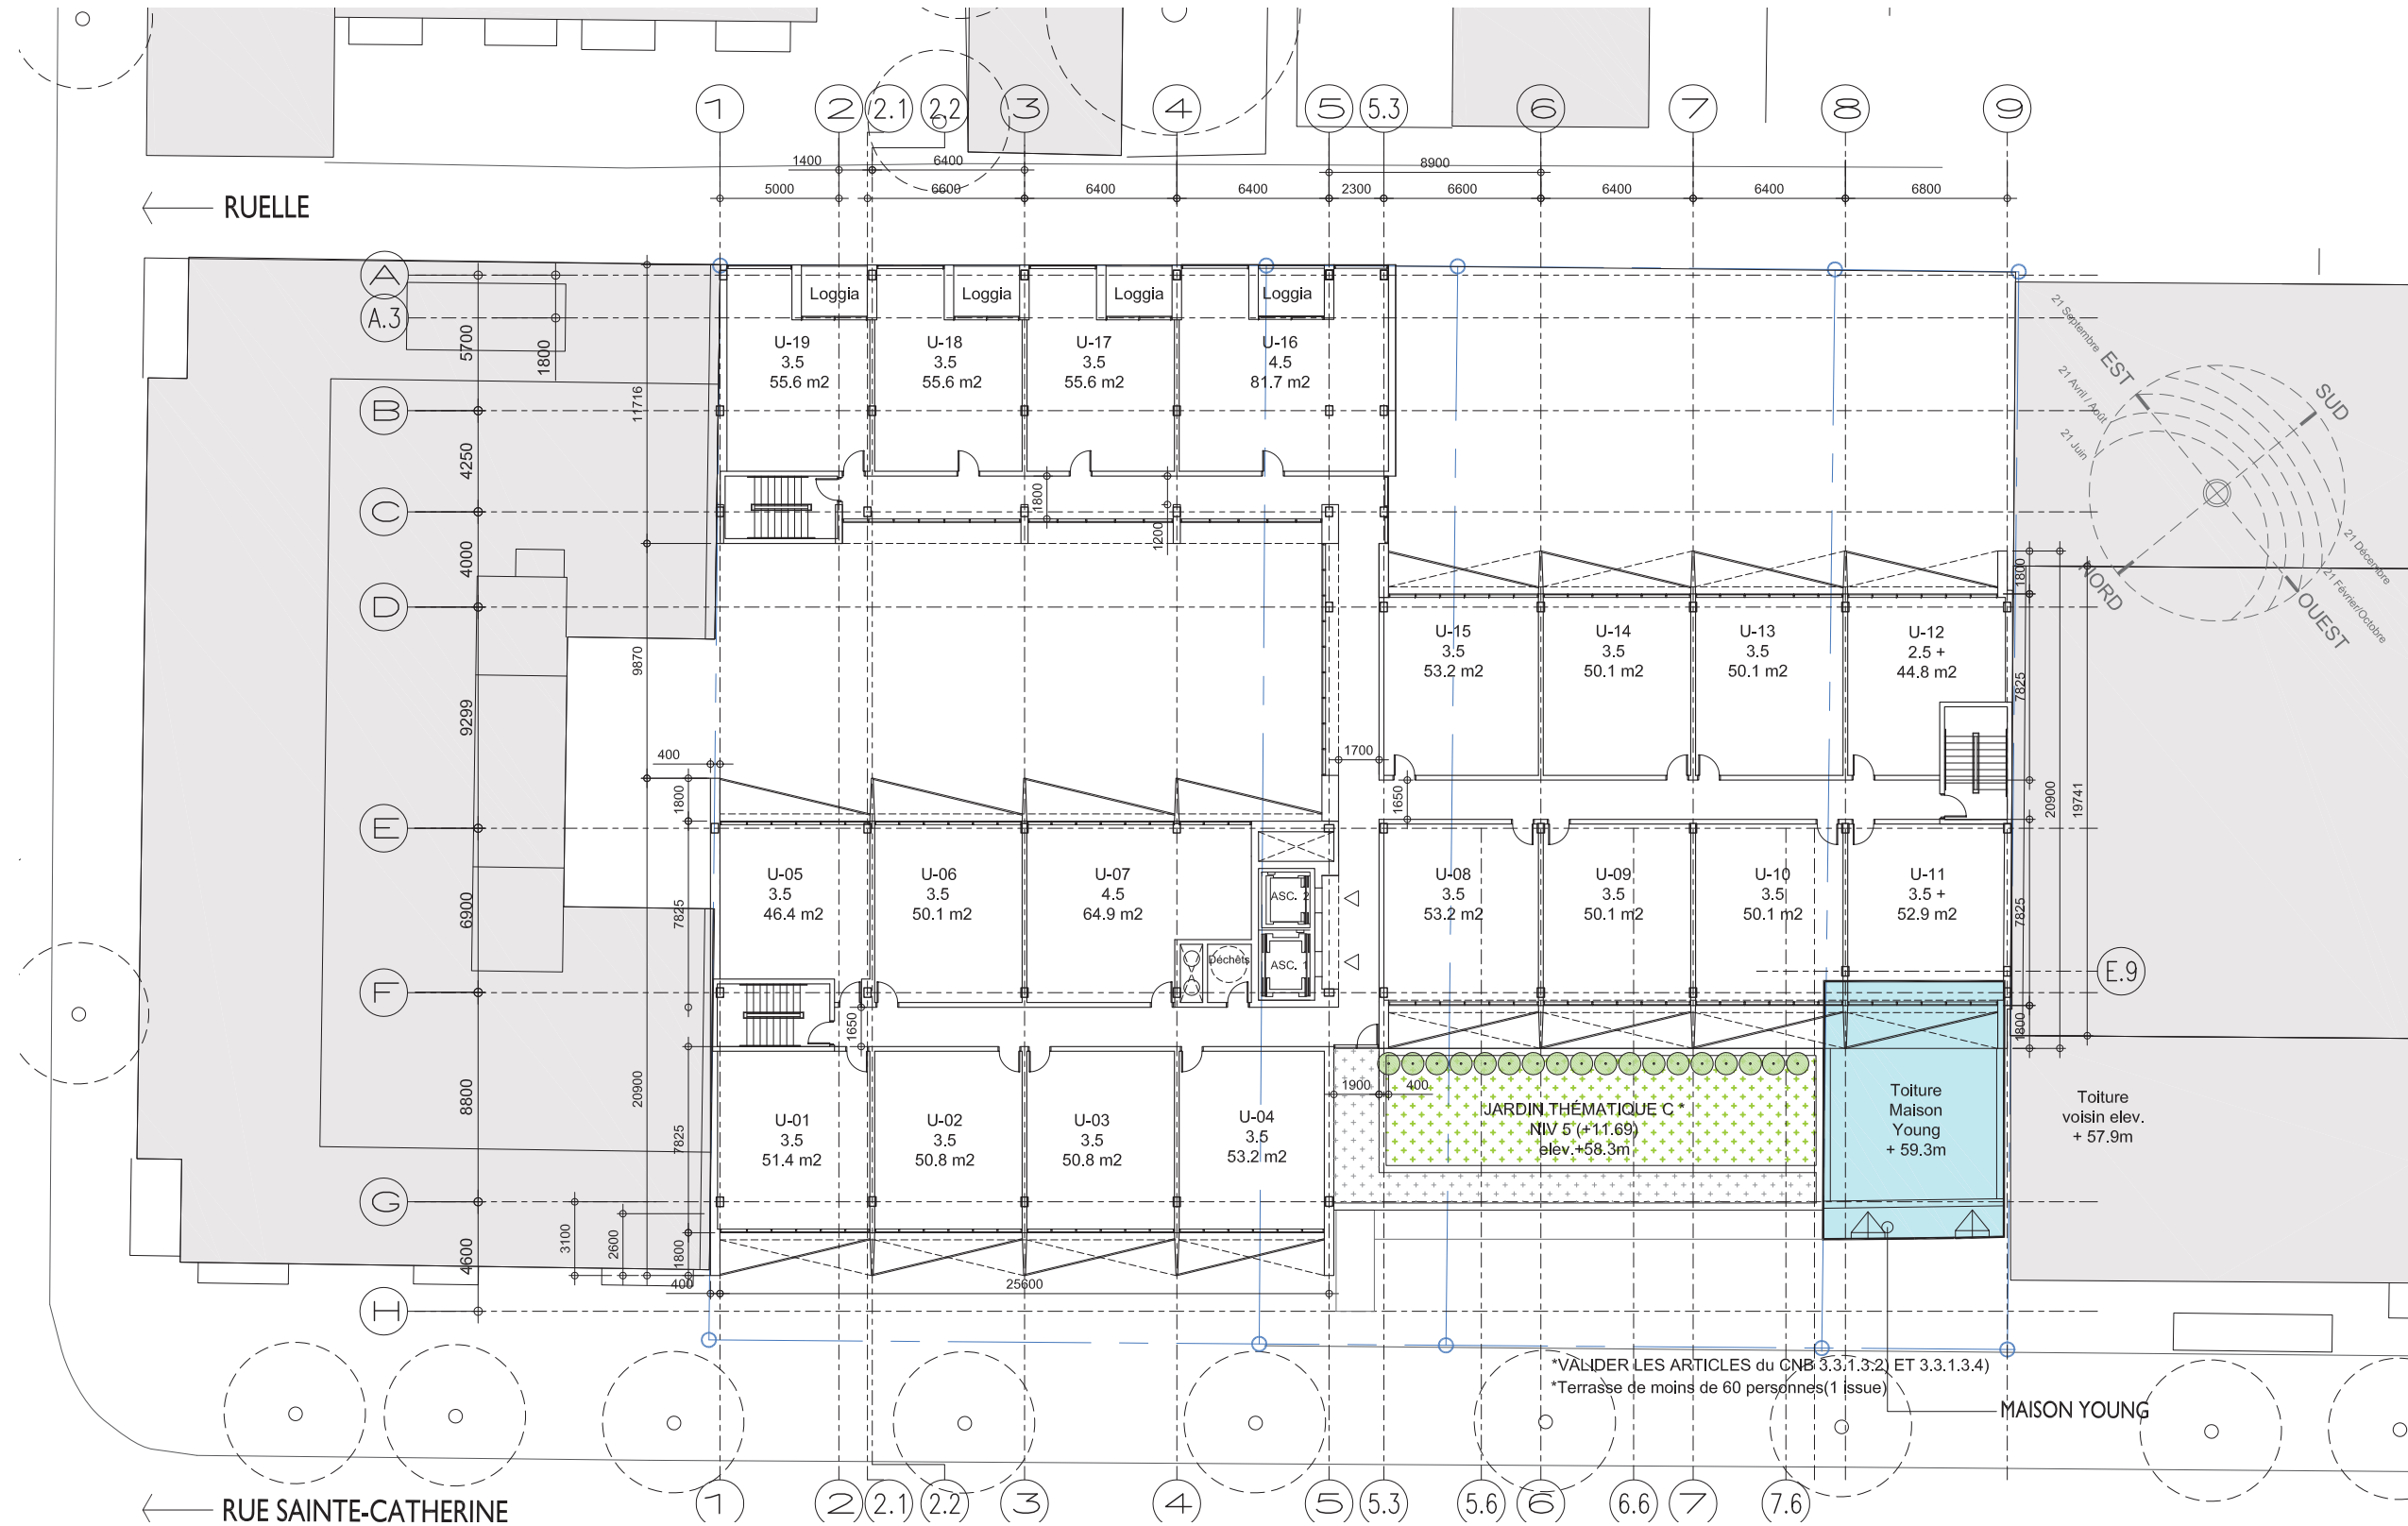 1 2 2.1 2.2 3 4 5 5.3 6 7 8 9
1400 6400 8900
5000 6600 6400 6400 2300 6600 6400 6400 6800
RUELLE
A
A.3
B
C
D
E
F
G
H
5700
4250
4000
9299
6900
8800
4600
1800
11716
9870
20900
400
1800
7825
7825
1800
3100
2600
400
25600
Loggia
Loggia
Loggia
Loggia
U-19
3.5
55.6 m2
U-18
3.5
55.6 m2
U-17
3.5
55.6 m2
U-16
4.5
81.7 m2
1800
1200
21 Septembre
EST
21 Avril / Août
21 Juin
SUD
NORD
OUEST
21 Décembre
21 Février/Octobre
U-15
3.5
53.2 m2
U-14
3.5
50.1 m2
U-13
3.5
50.1 m2
U-12
2.5 +
44.8 m2
1800
7825
20900
19741
7825
1800
1700
1650
U-05
3.5
46.4 m2
U-06
3.5
50.1 m2
U-07
4.5
64.9 m2
ASC. 2
ASC. 1
Déchêts
U-08
3.5
53.2 m2
U-09
3.5
50.1 m2
U-10
3.5
50.1 m2
U-11
3.5 +
52.9 m2
E.9
1650
U-01
3.5
51.4 m2
U-02
3.5
50.8 m2
U-03
3.5
50.8 m2
U-04
3.5
53.2 m2
1900
400
JARDIN THÉMATIQUE C *
NIV 5 (+11.69)
elev.+58.3m
Toiture
Maison
Young
+ 59.3m
Toiture
voisin elev.
+ 57.9m
*VALIDER LES ARTICLES du CNB 3.3.1.3.2) ET 3.3.1.3.4)
*Terrasse de moins de 60 personnes(1 issue)
MAISON YOUNG
RUE SAINTE-CATHERINE
1 2 2.1 2.2 3 4 5 5.3 5.6 6 6.6 7 7.6